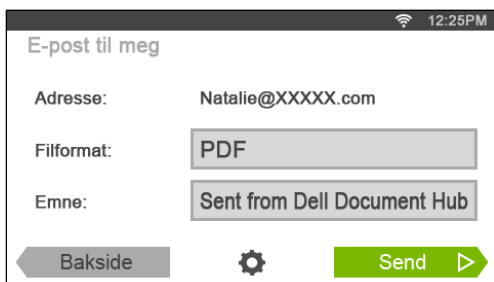 12:25PM
E-post til meg
Adresse: Natalie@XXXXX.com
Filformat: PDF
Emne: Sent from Dell Document Hub
Bakside Send